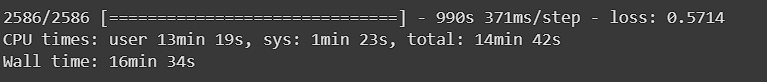 2586/2586 [==============================] - 990s 371ms/step - loss: 0.5714
CPU times: user 13min 19s, sys: 1min 23s, total: 14min 42s
Wall time: 16min 34s